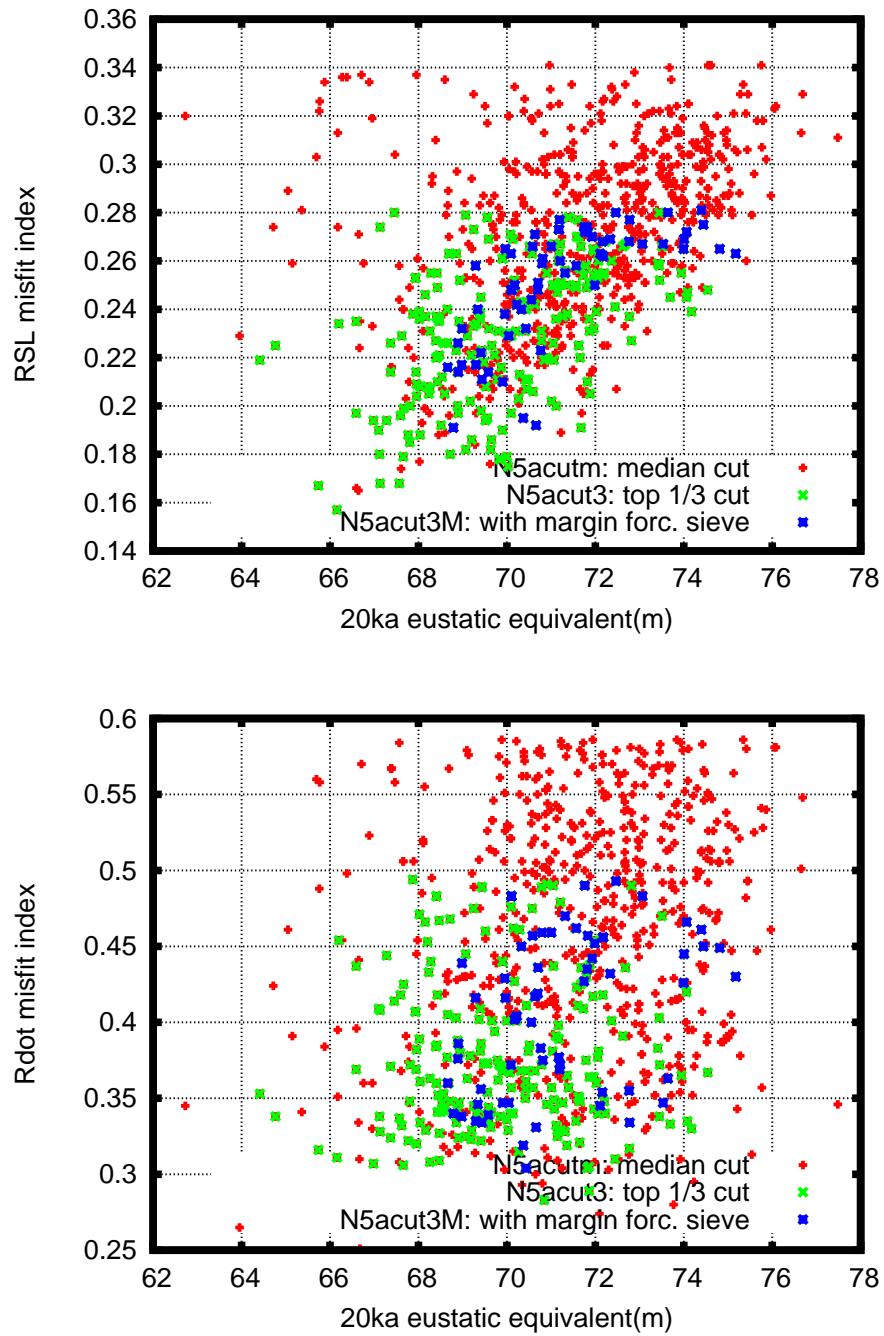 0.36
0.34
0.32
0.3
0.28
0.26
0.24
0.22
0.2
0.18
0.16
0.14
RSL misfit index
N5acutm: median cut
N5acut3: top 1/3 cut
N5acut3M: with margin forc. sieve
62 64 66 68 70 72 74 76 78
20ka eustatic equivalent(m)
0.6
0.55
0.5
0.45
0.4
0.35
0.3
0.25
Rdot misfit index
N5acutm: median cut
N5acut3: top 1/3 cut
N5acut3M: with margin forc. sieve
62 64 66 68 70 72 74 76 78
20ka eustatic equivalent(m)